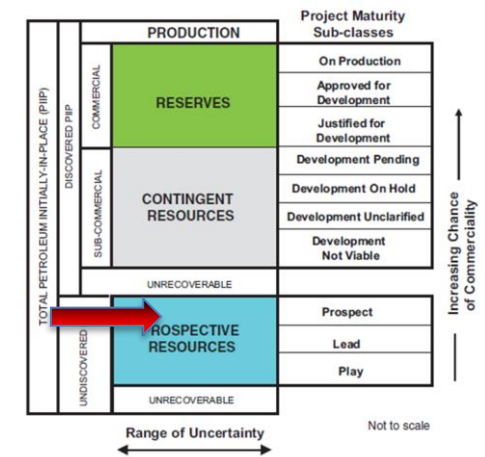 Project Maturity
Sub-classes
PRODUCTION
TOTAL PETROLEUM INITIALLY-IN-PLACE (PIIP)
DISCOVERED PIIP
COMMERCIAL
RESERVES
On Production
Approved for
Development
Justified for
Development
SUB-COMMERCIAL
CONTINGENT
RESOURCES
Development Pending
Development On Hold
Development Unclarified
Development
Not Viable
UNRECOVERABLE
UNDISCOVERED
ROSPECTIVE
RESOURCES
Prospect
Lead
Play
UNRECOVERABLE
Increasing Chance
of Commerciality
Not to scale
Range of Uncertainty